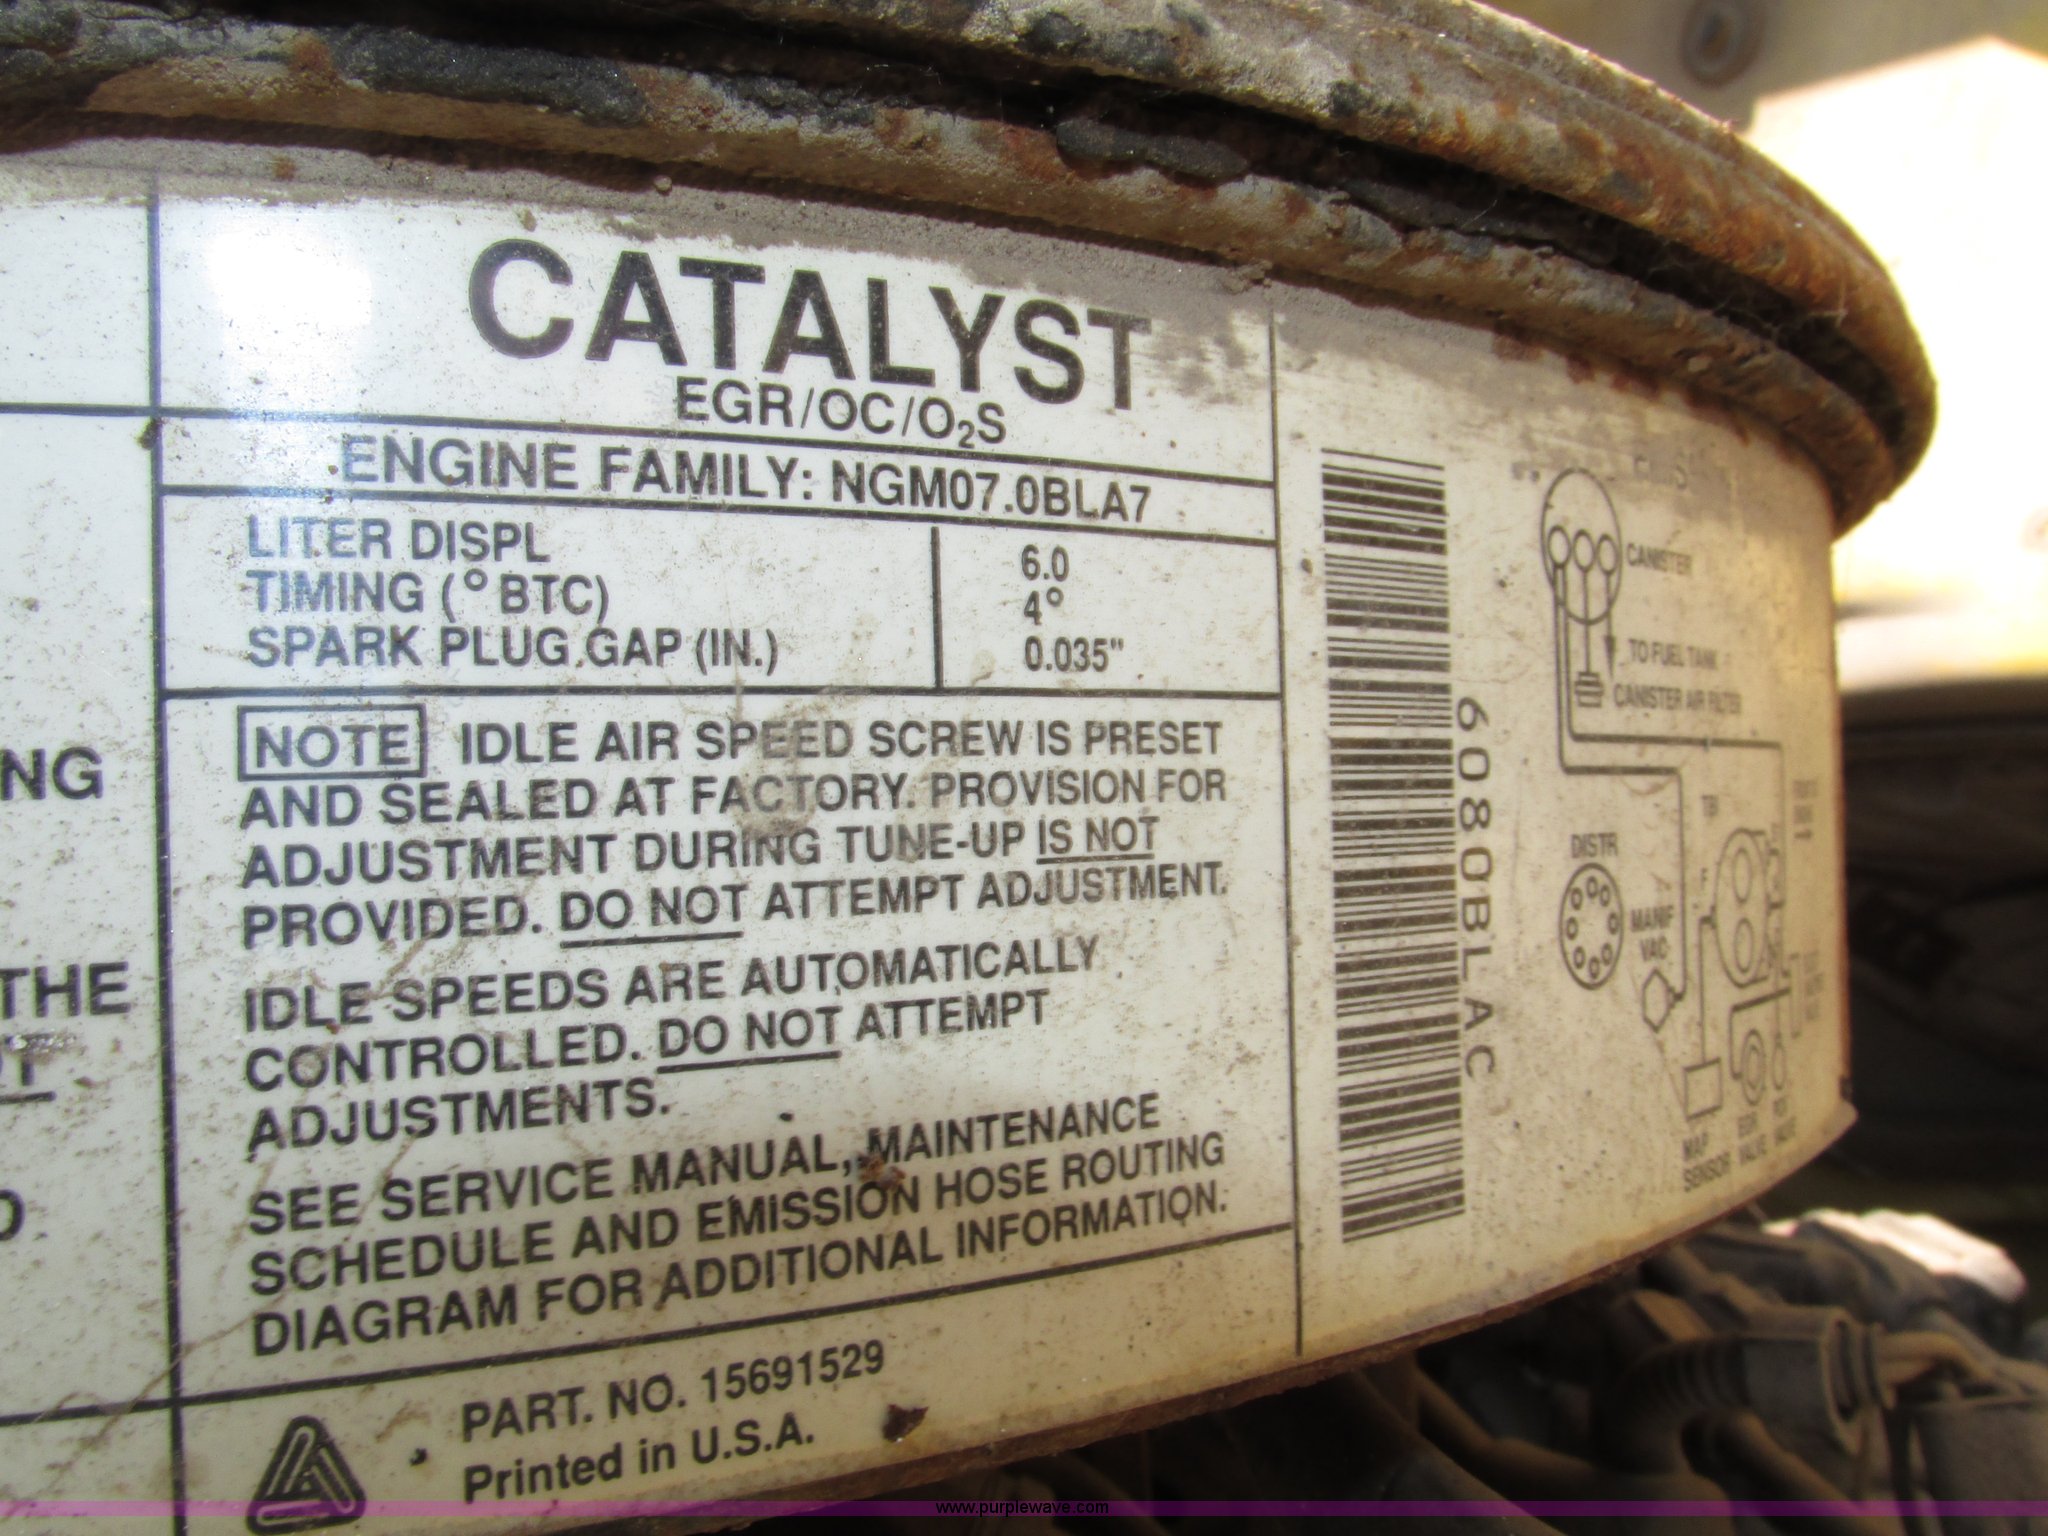 NG
THE
CATALYST
EGR/OC/O₂S
ENGINE FAMILY: NGM07.0BLA7
LITER DISPL 6.0
TIMING (° BTC) 4°
SPARK PLUG GAP (IN.) 0.035"
NOTE IDLE AIR SPEED SCREW IS PRESET
AND SEALED AT FACTORY. PROVISION FOR
ADJUSTMENT DURING TUNE-UP IS NOT
PROVIDED. DO NOT ATTEMPT ADJUSTMENT.
IDLE SPEEDS ARE AUTOMATICALLY
CONTROLLED. DO NOT ATTEMPT
ADJUSTMENTS.
SEE SERVICE MANUAL, MAINTENANCE
SCHEDULE AND EMISSION HOSE ROUTING
DIAGRAM FOR ADDITIONAL INFORMATION.
PART. NO. 15691529
Printed in U.S.A.
6080BLAC
CANISTER
TO FUEL TANK
CANISTER AIR FILTER
TBI
DISTR
F
MANIF
VAC
MAP
SENSOR
EGR
VALVE
www.purplewave.com